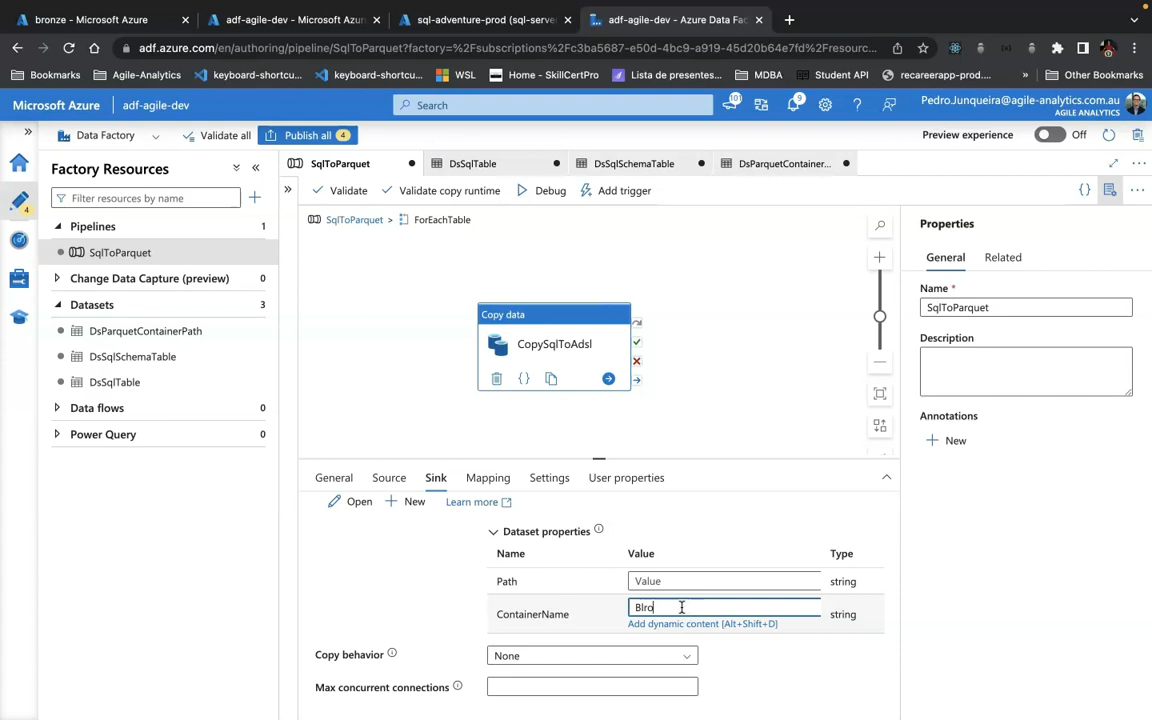 bronze - Microsoft Azure
adf-agile-dev - Microsoft Azur
sql-adventure-prod (sql-serve
adf-agile-dev - Azure Data Fac
adf.azure.com/en/authoring/pipeline/SqlToParquet?factory=%2Fsubscriptions%2Fc3ba5687-e50d-4bc9-a919-45d20b64e7fd%2Fresourc...
Bookmarks
Agile-Analytics
keyboard-shortcu...
keyboard-shortcu...
WSL
Home - SkillCertPro
Lista de presentes...
MDBA
Student API
recareerapp-prod....
»
Other Bookmarks
Microsoft Azure
adf-agile-dev
Search
101
9
Pedro.Junqueira@agile-analytics.com.au
AGILE ANALYTICS
Data Factory
Validate all
Publish all 4
Preview experience
Off
4
Factory Resources
Filter resources by name
Pipelines 1
SqlToParquet
Change Data Capture (preview) 0
Datasets 3
DsParquetContainerPath
DsSqlSchemaTable
DsSqlTable
Data flows 0
Power Query 0
SqlToParquet
DsSqlTable
DsSqlSchemaTable
DsParquetContainer...
Validate
Validate copy runtime
Debug
Add trigger
SqlToParquet > ForEachTable
Copy data
CopySqlToAdsl
General
Source
Sink
Mapping
Settings
User properties
Open
New
Learn more
Dataset properties
Name Value Type
Path Value string
ContainerName Blro string
Add dynamic content [Alt+Shift+D]
Copy behavior None
Max concurrent connections
Properties
General
Related
Name *
SqlToParquet
Description
Annotations
New